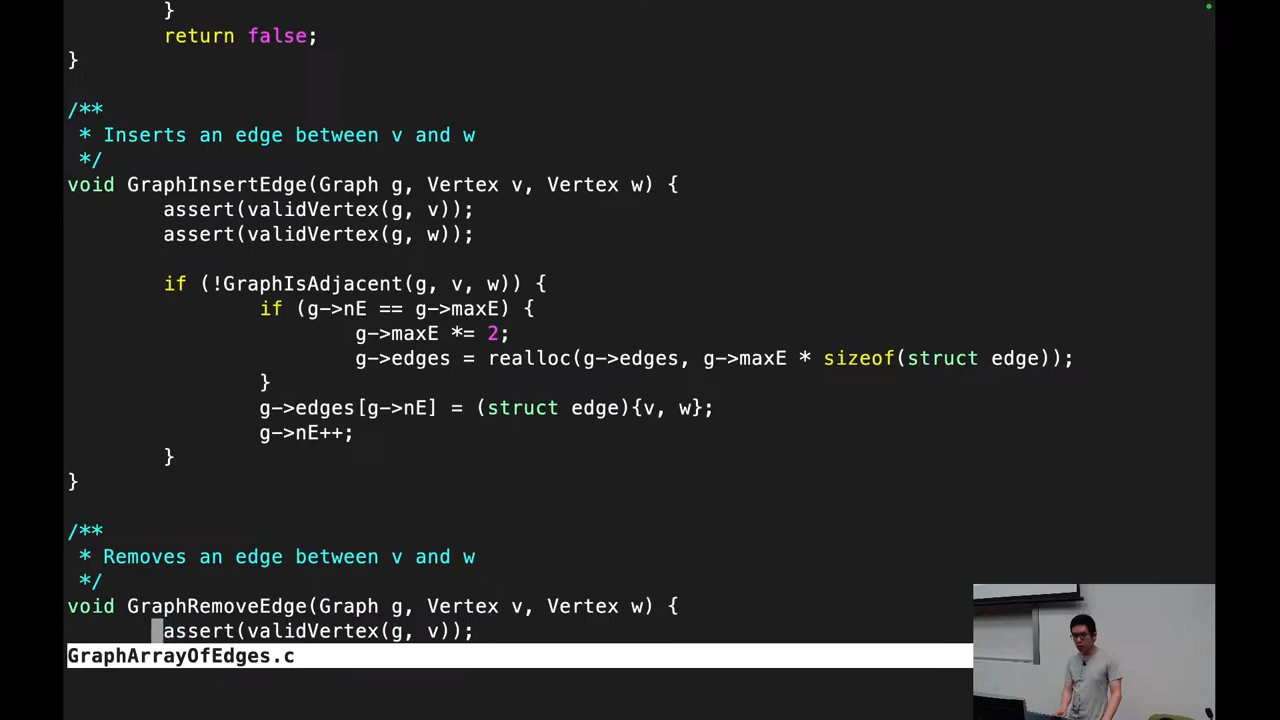 }
return false;
}
/**
* Inserts an edge between v and w
*/
void GraphInsertEdge(Graph g, Vertex v, Vertex w) {
assert(validVertex(g, v));
assert(validVertex(g, w));
if (!GraphIsAdjacent(g, v, w)) {
if (g->nE == g->maxE) {
g->maxE *= 2;
g->edges = realloc(g->edges, g->maxE * sizeof(struct edge));
}
g->edges[g->nE] = (struct edge){v, w};
g->nE++;
}
}
/**
* Removes an edge between v and w
*/
void GraphRemoveEdge(Graph g, Vertex v, Vertex w) {
assert(validVertex(g, v));
GraphArrayOfEdges.c